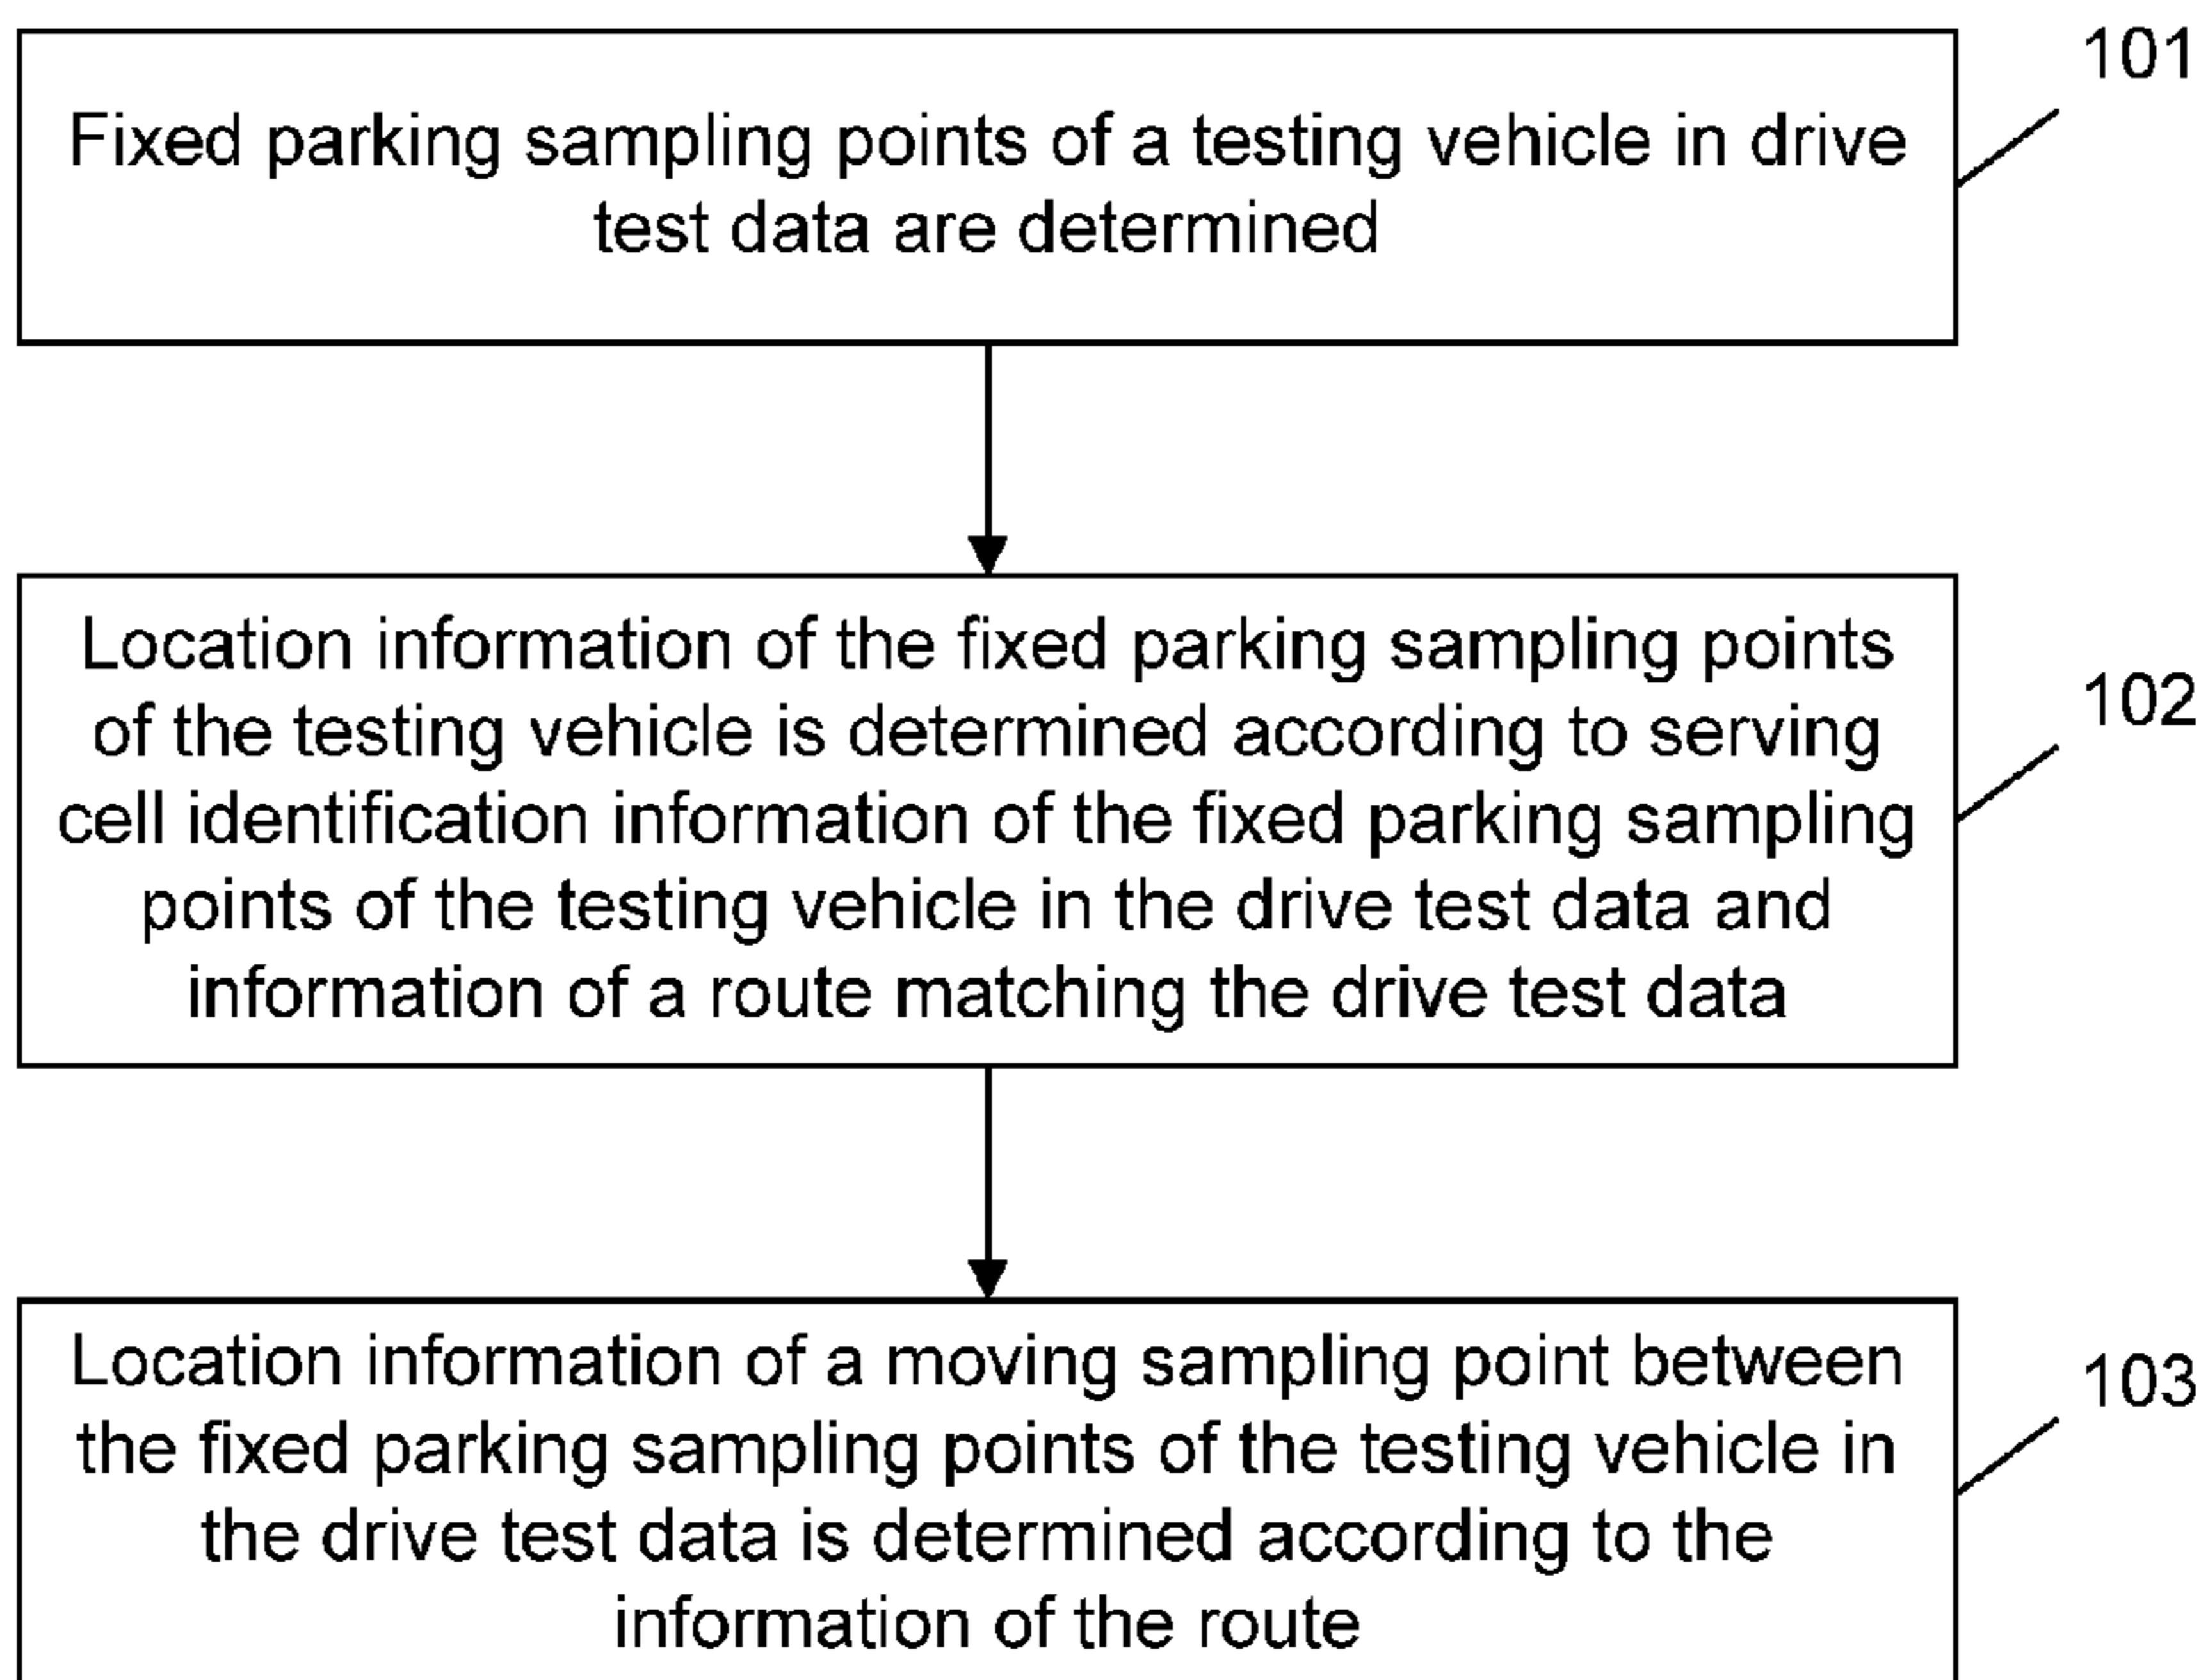 101
Fixed parking sampling points of a testing vehicle in drive
test data are determined
Location information of the fixed parking sampling points
of the testing vehicle is determined according to serving
cell identification information of the fixed parking sampling
points of the testing vehicle in the drive test data and
information of a route matching the drive test data
102
Location information of a moving sampling point between
the fixed parking sampling points of the testing vehicle in
the drive test data is determined according to the
information of the route
103